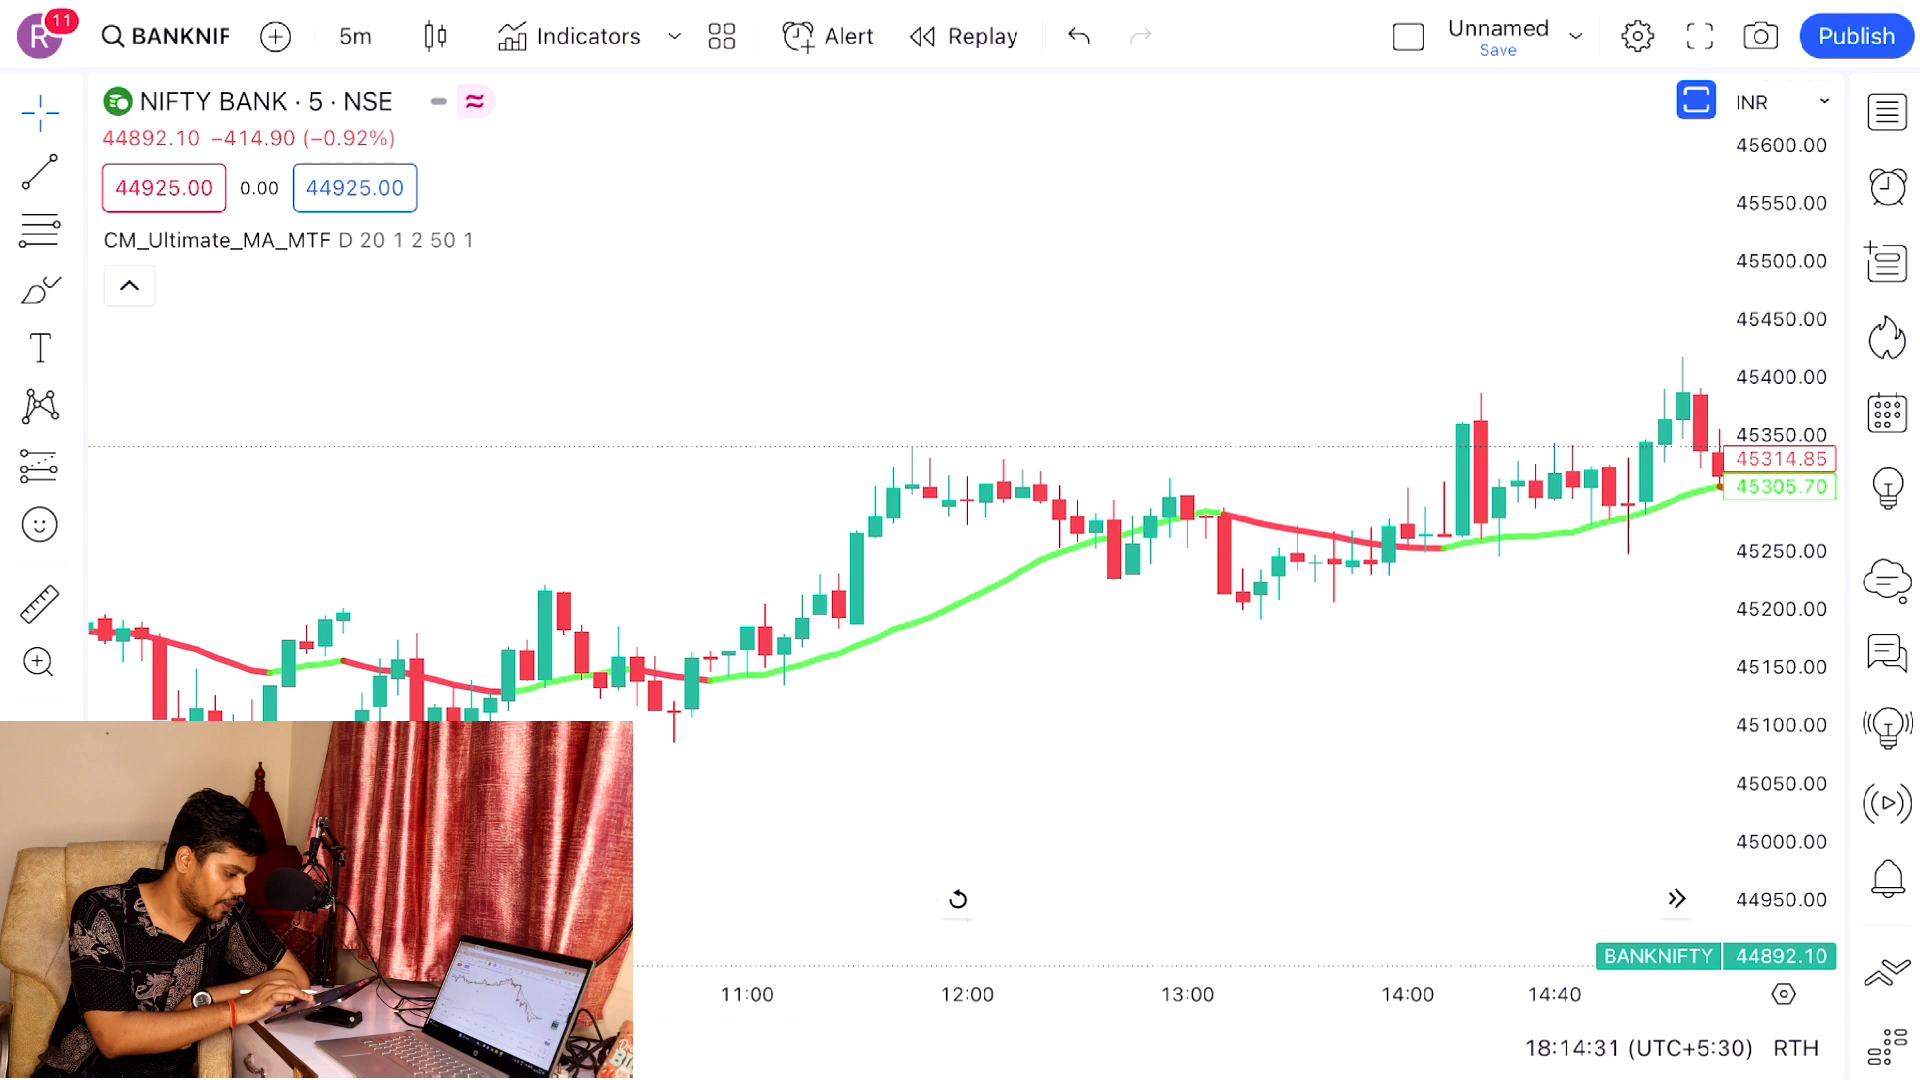 R 11 BANKNIF 5m Indicators Alert Replay Unnamed Publish
Save
NIFTY BANK · 5 · NSE INR
44892.10 −414.90 (−0.92%)
44925.00 0.00 44925.00
CM_Ultimate_MA_MTF D 20 1 2 50 1
T
45600.00
45550.00
45500.00
45450.00
45400.00
45350.00
45314.85
45305.70
45250.00
45200.00
45150.00
45100.00
45050.00
45000.00
44950.00
BANKNIFTY 44892.10
11:00 12:00 13:00 14:00 14:40
18:14:31 (UTC+5:30) RTH